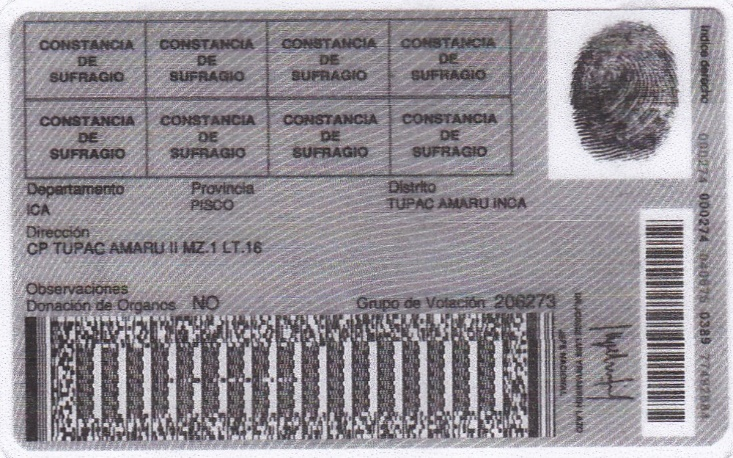 CONSTANCIA DE SUFRAGIO CONSTANCIA DE SUFRAGIO CONSTANCIA DE SUFRAGIO CONSTANCIA DE SUFRAGIO
CONSTANCIA DE SUFRAGIO CONSTANCIA DE SUFRAGIO CONSTANCIA DE SUFRAGIO CONSTANCIA DE SUFRAGIO
Departamento Provincia Distrito
ICA PISCO TUPAC AMARU INCA
Dirección
CP TUPAC AMARU II MZ.1 LT.16
Observaciones
Donación de Organos NO Grupo de Votación: 206273
JEFE NACIONAL
Indice derecho
000274 000274 0389